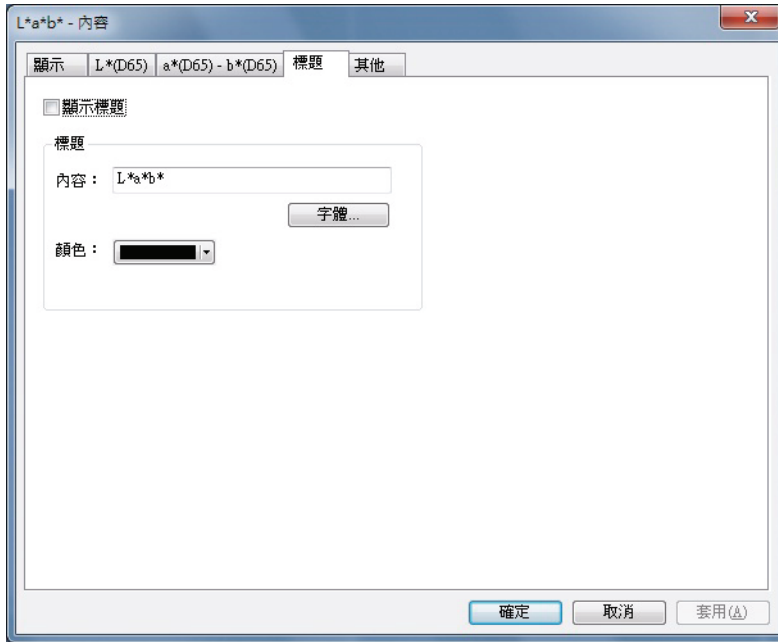 L*a*b* - 內容
顯示 L*(D65) a*(D65) - b*(D65) 標題 其他
顯示標題
標題
內容： L*a*b*
字體...
顏色：
確定 取消 套用(A)